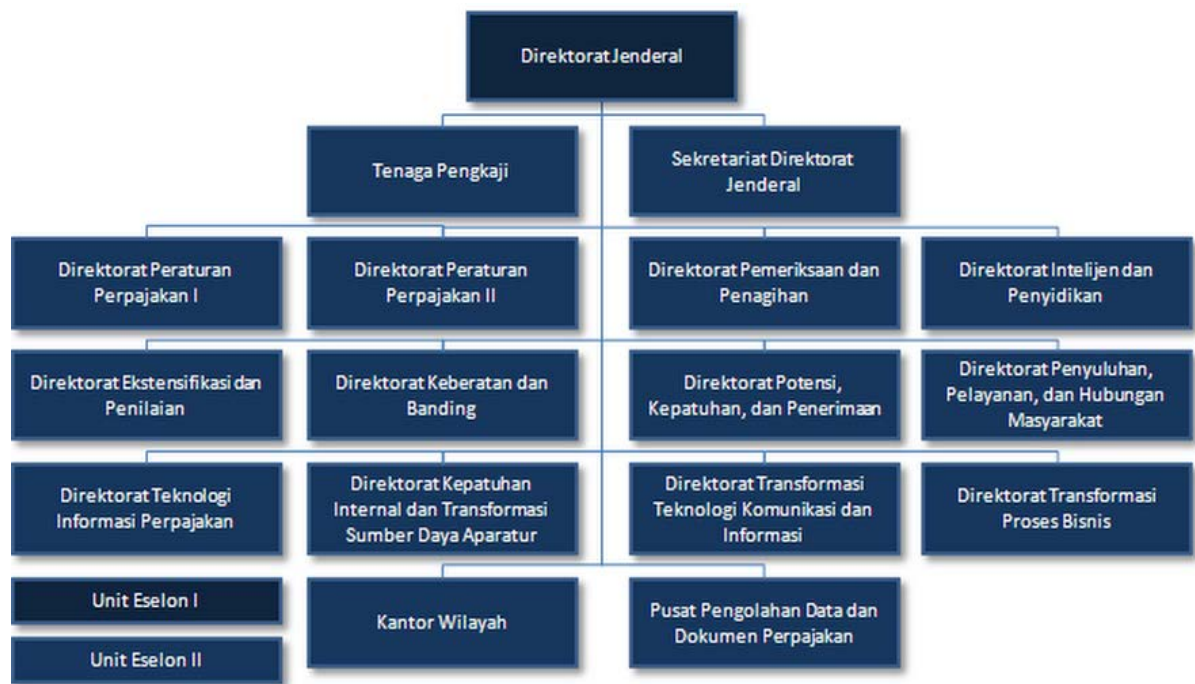 Direktorat Jenderal
Tenaga Pengkaji
Sekretariat Direktorat
Jenderal
Direktorat Peraturan
Perpajakan I
Direktorat Peraturan
Perpajakan II
Direktorat Pemeriksaan dan
Penagihan
Direktorat Intelijen dan
Penyidikan
Direktorat Ekstensifikasi dan
Penilaian
Direktorat Keberatan dan
Banding
Direktorat Potensi,
Kepatuhan, dan Penerimaan
Direktorat Penyuluhan,
Pelayanan, dan Hubungan
Masyarakat
Direktorat Teknologi
Informasi Perpajakan
Direktorat Kepatuhan
Internal dan Transformasi
Sumber Daya Aparatur
Direktorat Transformasi
Teknologi Komunikasi dan
Informasi
Direktorat Transformasi
Proses Bisnis
Unit Eselon I
Unit Eselon II
Kantor Wilayah
Pusat Pengolahan Data dan
Dokumen Perpajakan